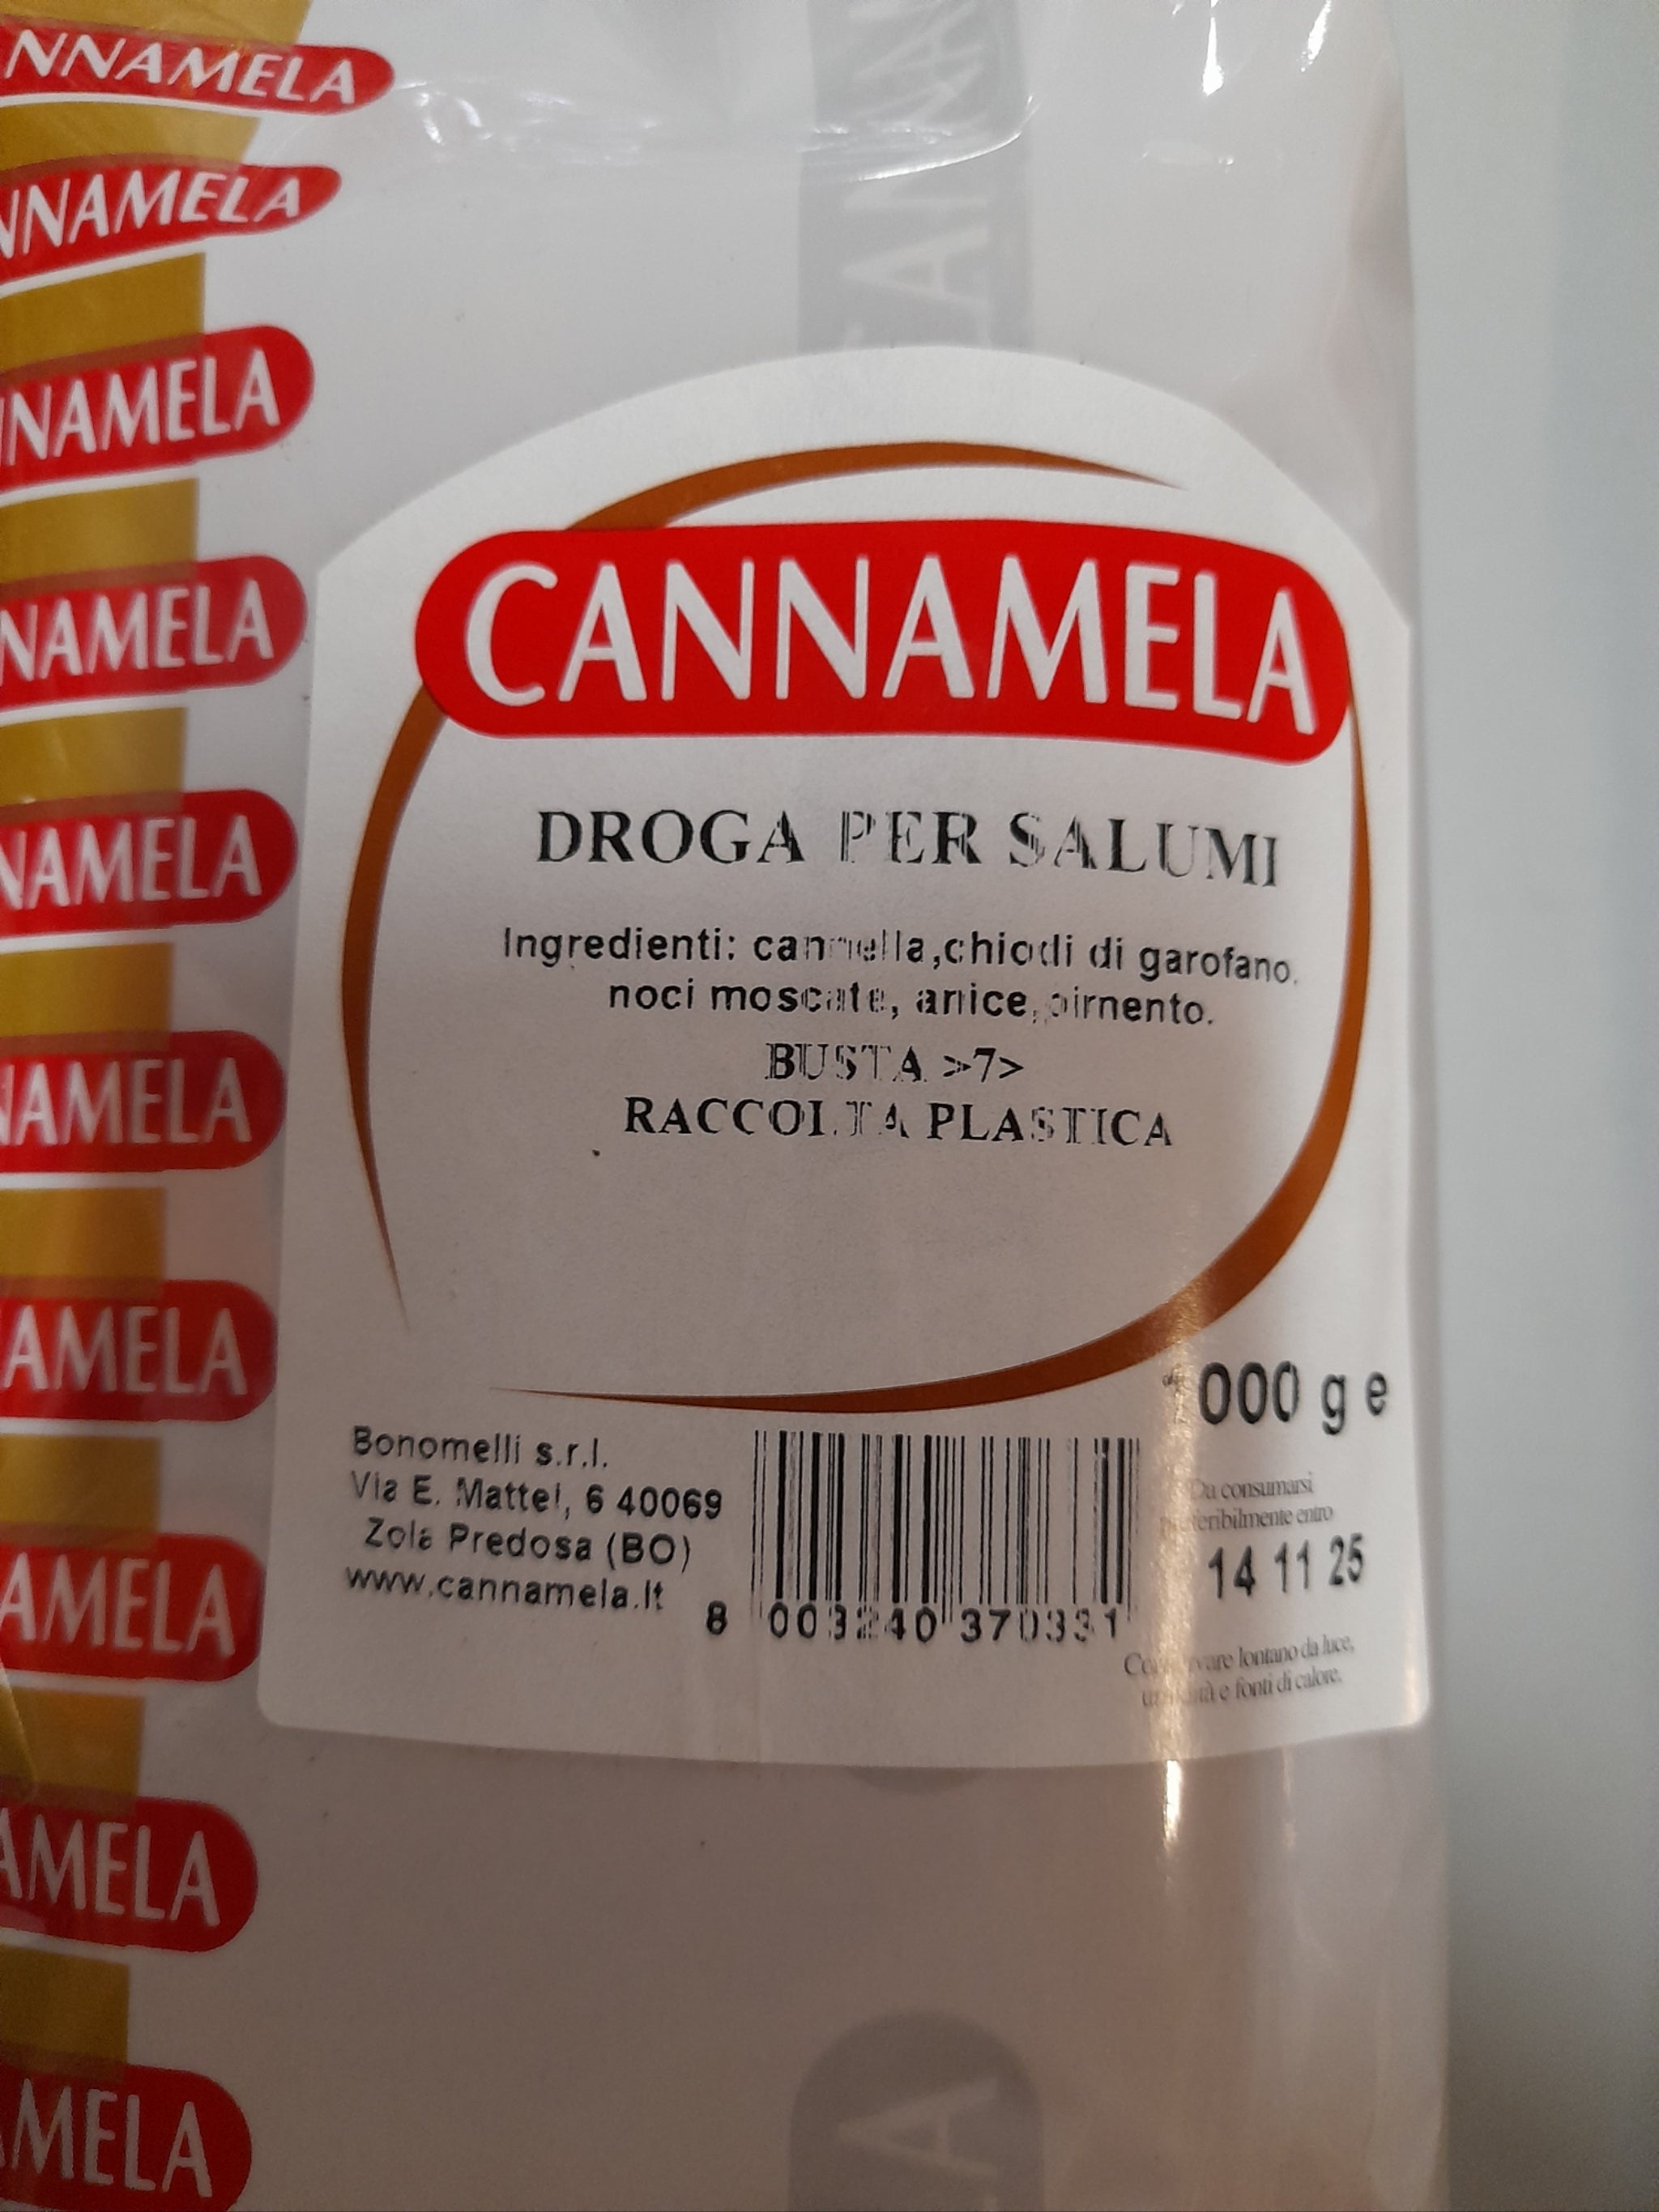 NNAMELA
NNAMELA
NNAMELA
NAMELA
NAMELA
NAMELA
AMELA
AMELA
AMELA
MELA
CANNAMELA
DROGA PER SALUMI
Ingredienti: cannella,chiodi di garofano,
noci moscate, anice, pimento.
BUSTA >7>
RACCOLTA PLASTICA
1000 g e
Bonomelli s.r.l.
Via E. Mattei, 6 40069
Zola Predosa (BO)
www.cannamela.it
8 003240 370331
Da consumarsi
preferibilmente entro
14 11 25
Conservare lontano da luce,
umidità e fonti di calore.